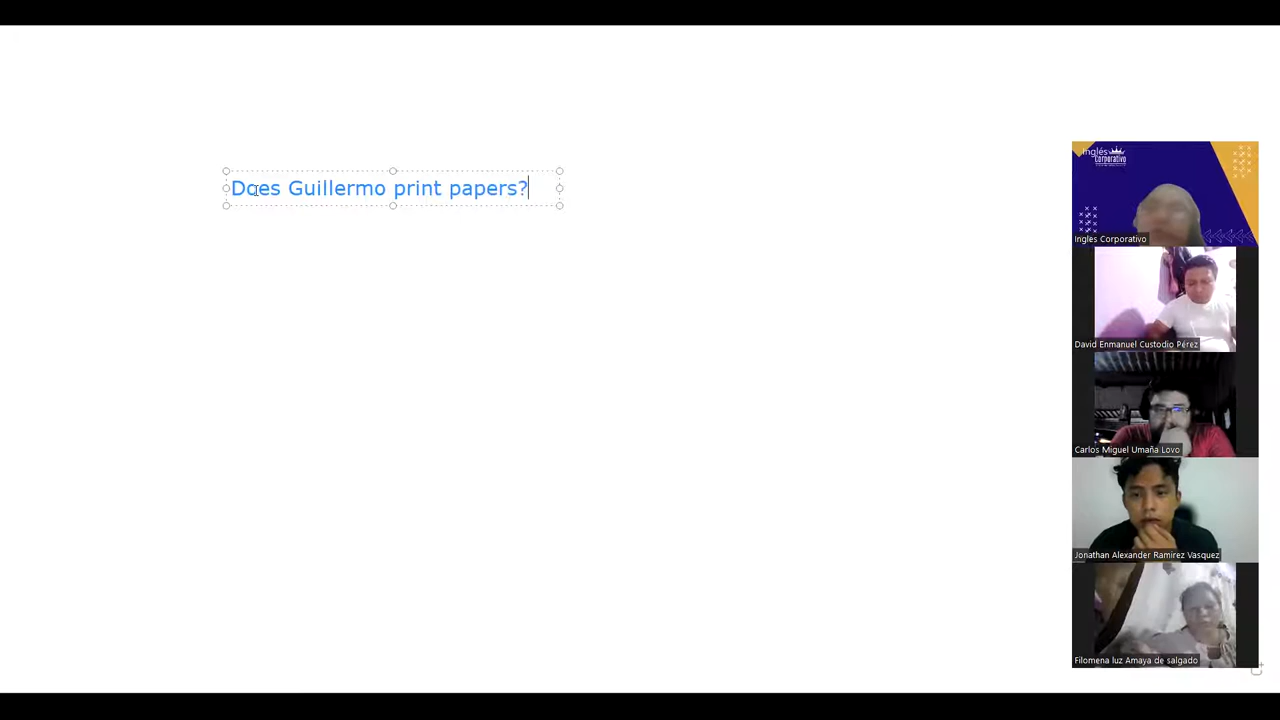 Does Guillermo print papers?
Inglés
Corporativo
Ingles Corporativo
David Enmanuel Custodio Pérez
Carlos Miguel Umaña Lovo
Jonathan Alexander Ramirez Vasquez
Filomena luz Amaya de salgado